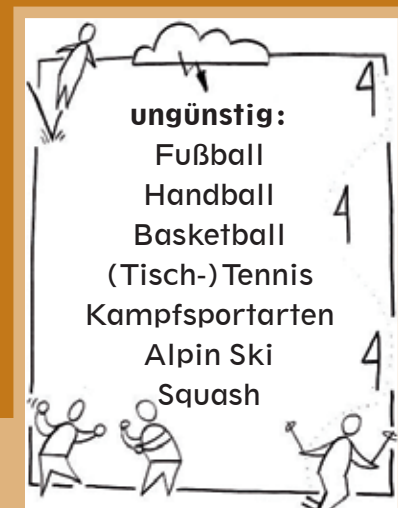 ungünstig:
Fußball
Handball
Basketball
(Tisch-)Tennis
Kampfsportarten
Alpin Ski
Squash